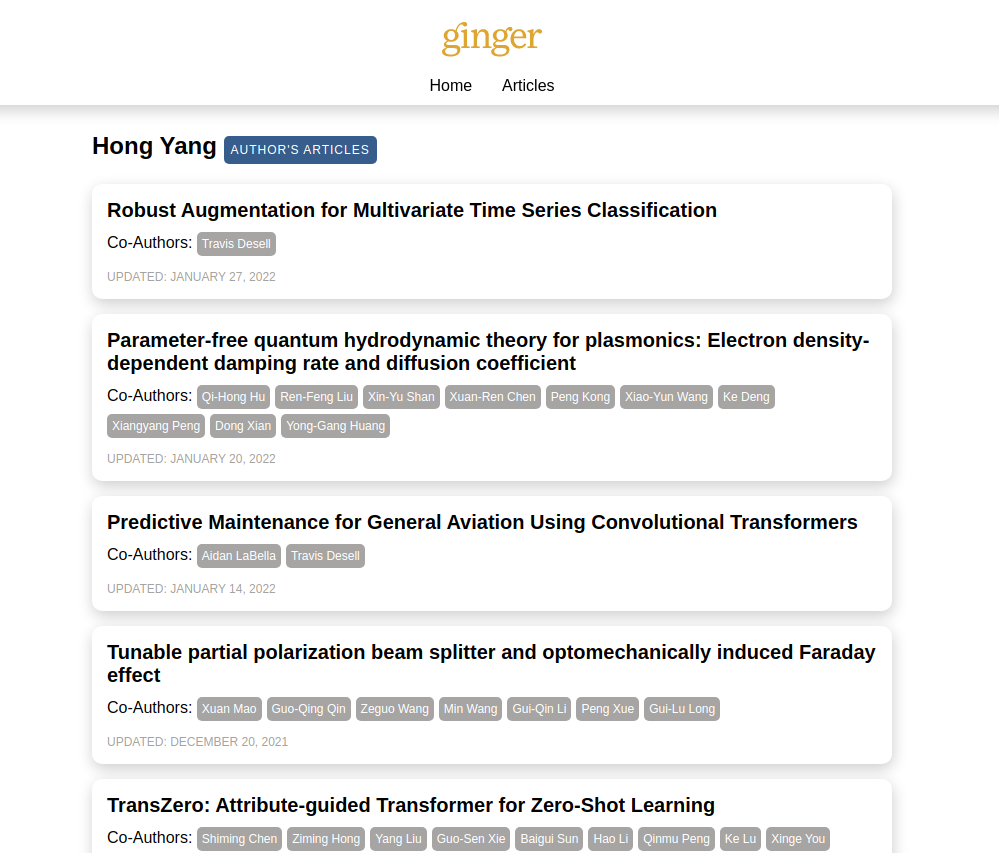 ginger
Home Articles
Hong Yang AUTHOR'S ARTICLES
Robust Augmentation for Multivariate Time Series Classification
Co-Authors: Travis Desell
UPDATED: JANUARY 27, 2022
Parameter-free quantum hydrodynamic theory for plasmonics: Electron density-
dependent damping rate and diffusion coefficient
Co-Authors: Qi-Hong Hu Ren-Feng Liu Xin-Yu Shan Xuan-Ren Chen Peng Kong Xiao-Yun Wang Ke Deng
Xiangyang Peng Dong Xian Yong-Gang Huang
UPDATED: JANUARY 20, 2022
Predictive Maintenance for General Aviation Using Convolutional Transformers
Co-Authors: Aidan LaBella Travis Desell
UPDATED: JANUARY 14, 2022
Tunable partial polarization beam splitter and optomechanically induced Faraday
effect
Co-Authors: Xuan Mao Guo-Qing Qin Zeguo Wang Min Wang Gui-Qin Li Peng Xue Gui-Lu Long
UPDATED: DECEMBER 20, 2021
TransZero: Attribute-guided Transformer for Zero-Shot Learning
Co-Authors: Shiming Chen Ziming Hong Yang Liu Guo-Sen Xie Baigui Sun Hao Li Qinmu Peng Ke Lu Xinge You